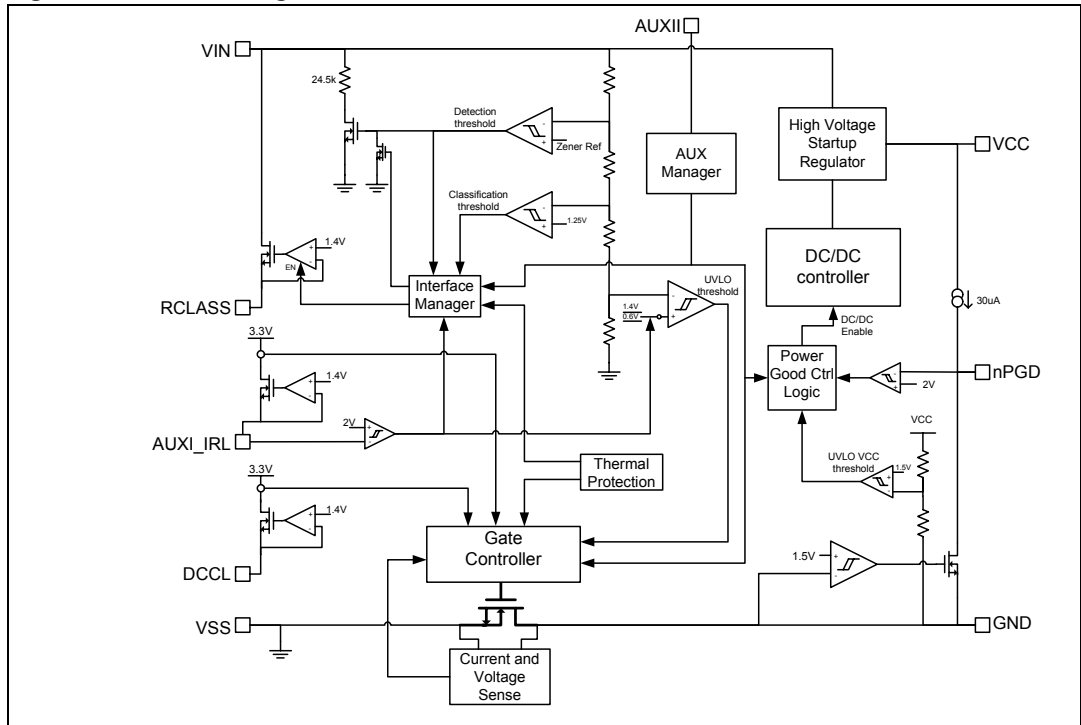 AUXII
VIN
24.5k
Detection
threshold
Zener Ref
High Voltage
Startup
Regulator
VCC
AUX
Manager
Classification
threshold
1.25V
1.4V
EN
Interface
Manager
RCLASS
UVLO
threshold
1.4V
0.6V
DC/DC
controller
30uA
DC/DC
Enable
3.3V
1.4V
Power
Good Ctrl
Logic
2V
nPGD
AUXI_IRL
2V
VCC
UVLO VCC
threshold
1.5V
3.3V
Thermal
Protection
1.4V
Gate
Controller
DCCL
1.5V
VSS
GND
Current and
Voltage
Sense